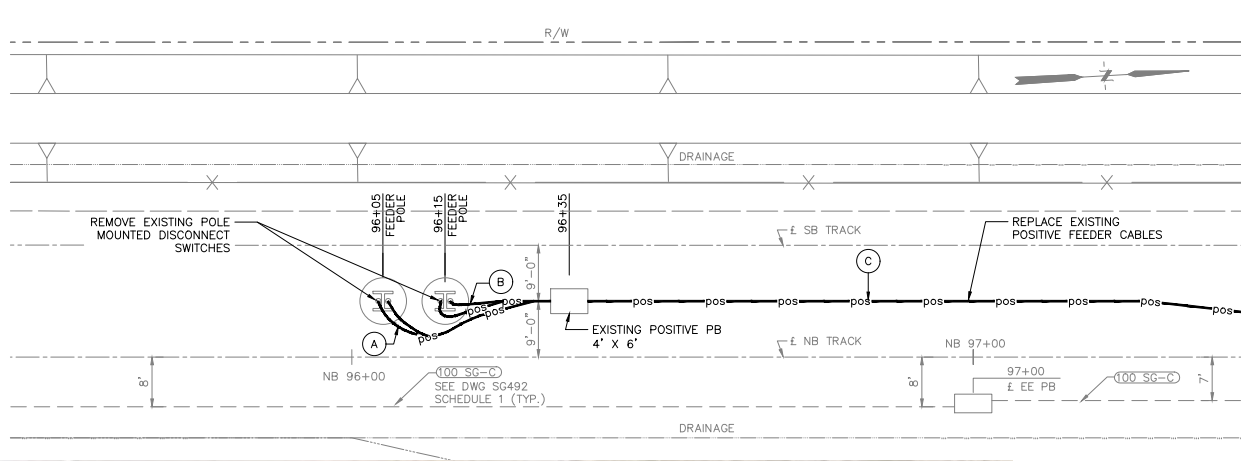 R/W
DRAINAGE
96+05
FEEDER
POLE
96+15
FEEDER
POLE
96+35
REMOVE EXISTING POLE
MOUNTED DISCONNECT
SWITCHES
£ SB TRACK
REPLACE EXISTING
POSITIVE FEEDER CABLES
9'-0"
9'-0"
A
B
C
pos
pos
pos
pos
pos
pos
pos
pos
pos
pos
pos
pos
pos
EXISTING POSITIVE PB
4' X 6'
£ NB TRACK
NB 96+00
NB 97+00
8'
100 SG-C
SEE DWG SG492
SCHEDULE 1 (TYP.)
8'
97+00
£ EE PB
100 SG-C
7'
DRAINAGE